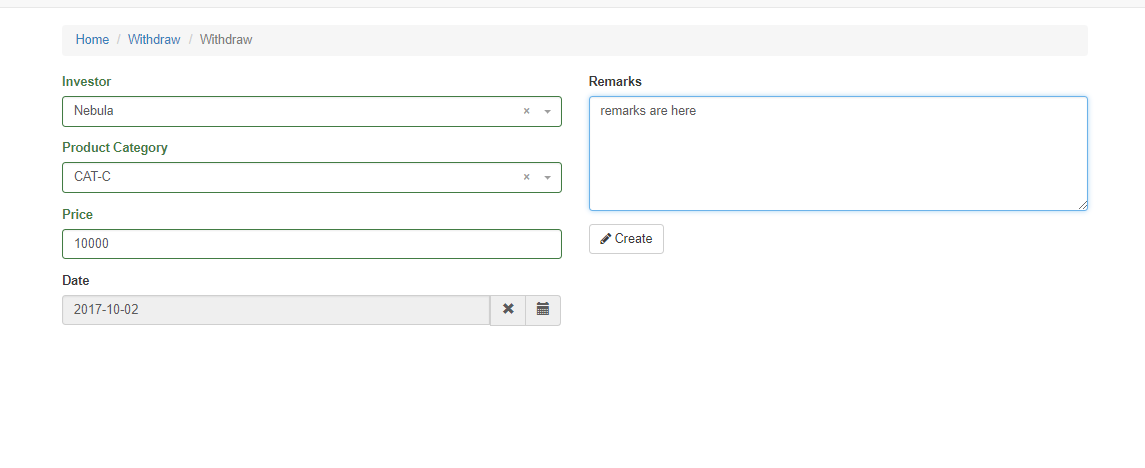 Home / Withdraw / Withdraw
Investor
Nebula
Product Category
CAT-C
Price
10000
Date
2017-10-02
Remarks
remarks are here
Create